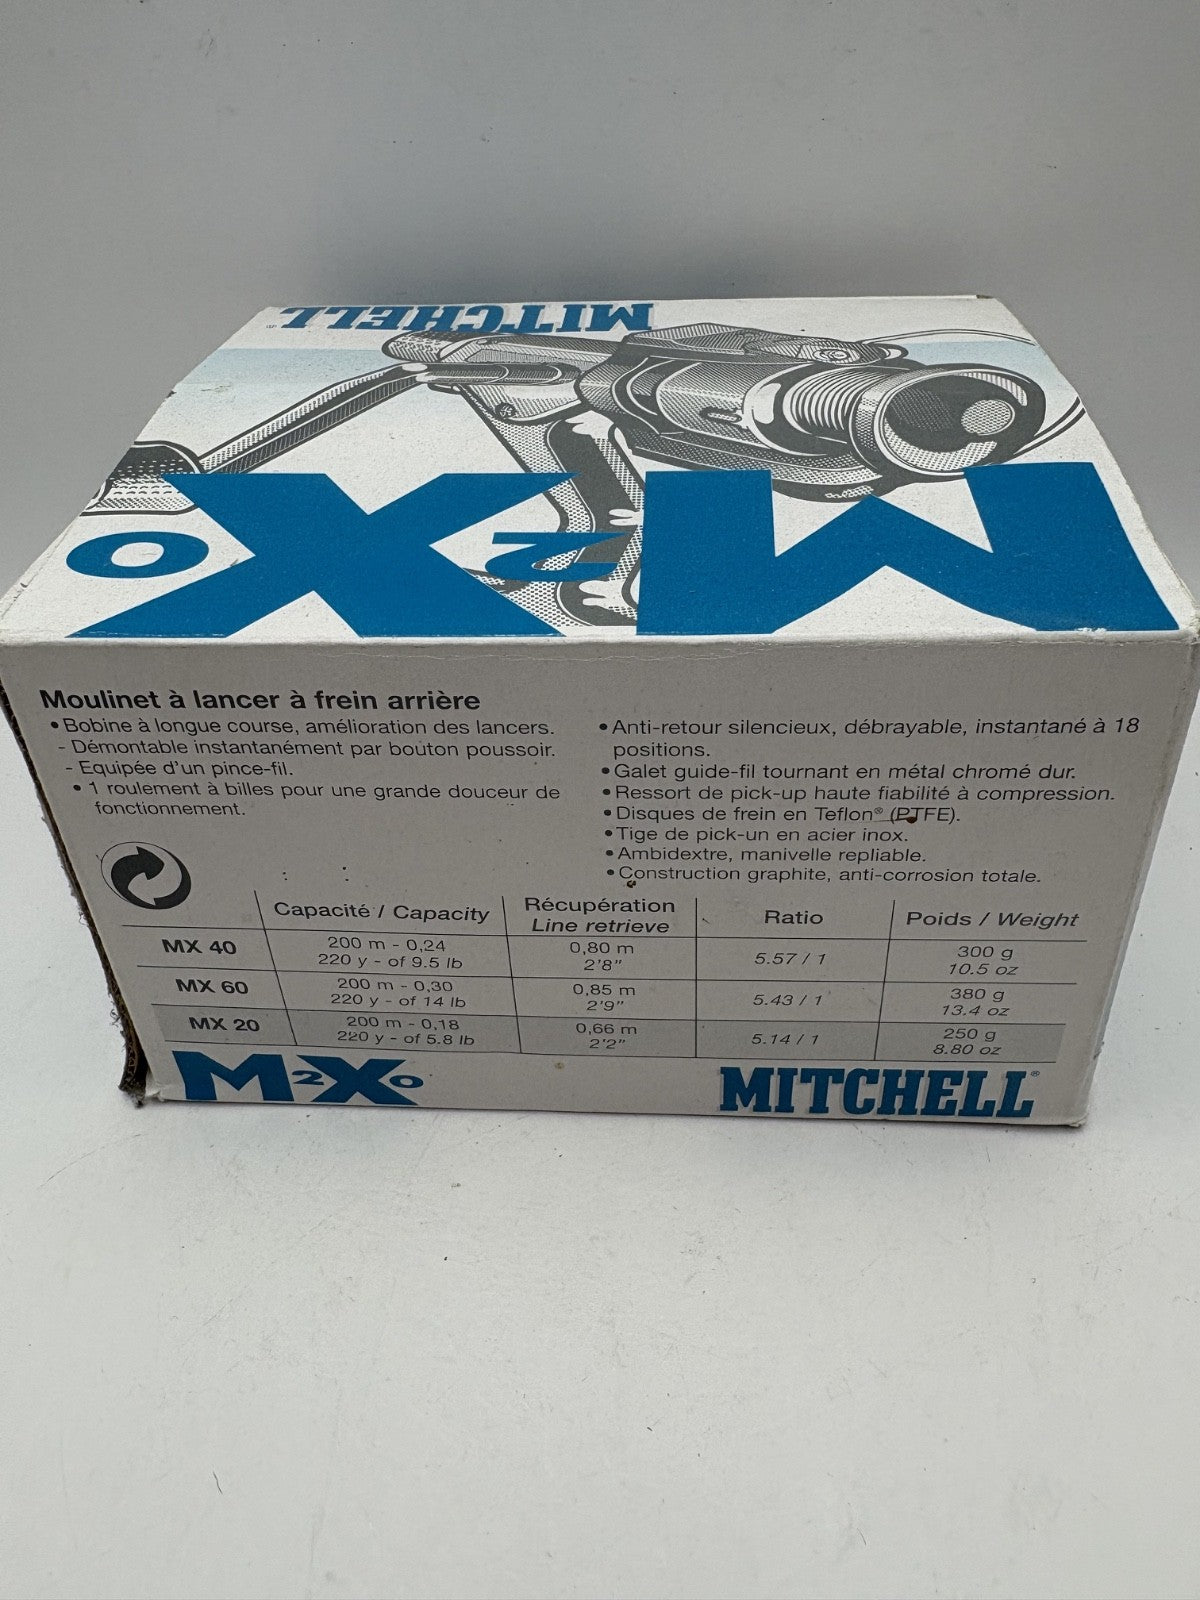 MITCHELL®
M2X0
Moulinet à lancer à frein arrière
• Bobine à longue course, amélioration des lancers.
- Démontable instantanément par bouton poussoir.
- Equipée d'un pince-fil.
• 1 roulement à billes pour une grande douceur de
fonctionnement.
• Anti-retour silencieux, débrayable, instantané à 18
positions.
• Galet guide-fil tournant en métal chromé dur.
• Ressort de pick-up haute fiabilité à compression.
• Disques de frein en Teflon® (PTFE).
• Tige de pick-un en acier inox.
• Ambidextre, manivelle repliable.
• Construction graphite, anti-corrosion totale.
Capacité / Capacity Récupération Ratio Poids / Weight
Line retrieve
MX 40 200 m - 0,24 0,80 m 5.57 / 1 300 g
220 y - of 9.5 lb 2'8" 10.5 oz
MX 60 200 m - 0,30 0,85 m 5.43 / 1 380 g
220 y - of 14 lb 2'9" 13.4 oz
MX 20 200 m - 0,18 0,66 m 5.14 / 1 250 g
220 y - of 5.8 lb 2'2" 8.80 oz
M2X0 MITCHELL®